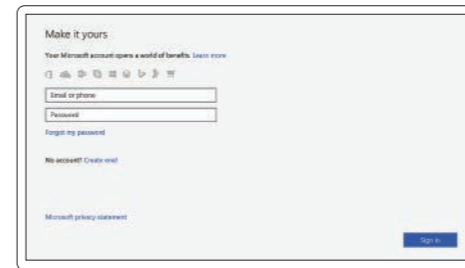 Make it yours
Your Microsoft account opens a world of benefits. Learn more
Email or phone
Password
Forgot my password
No account? Create one!
Microsoft privacy statement
Sign in